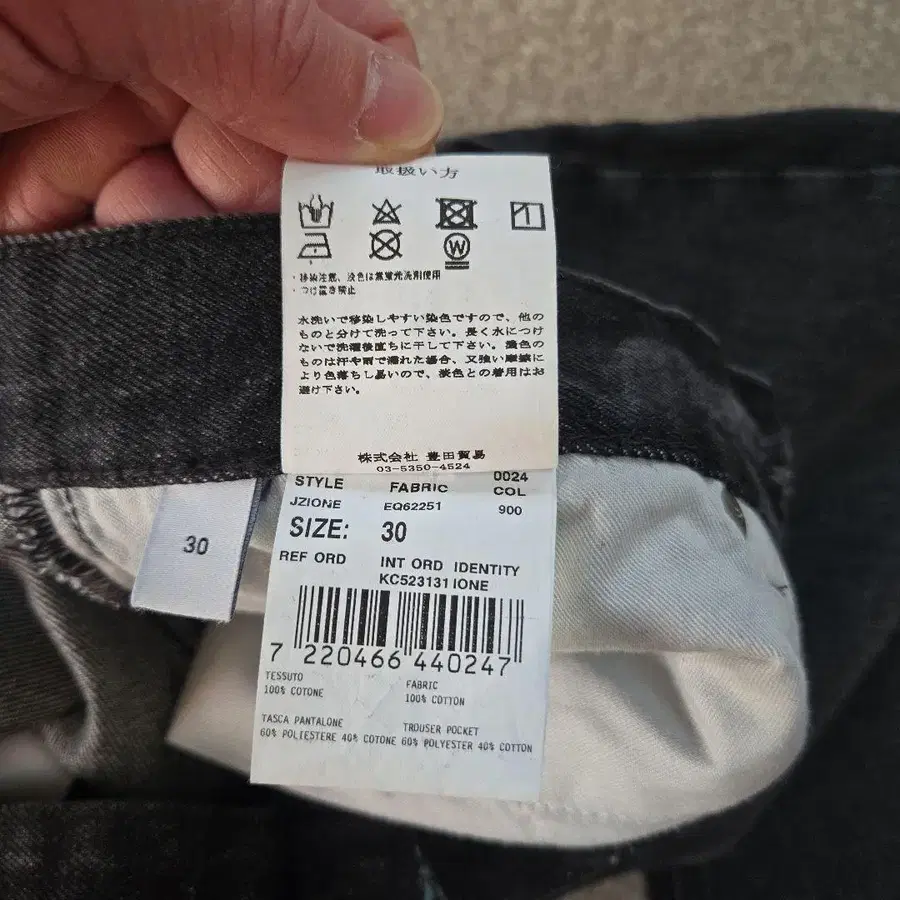 取扱い方
W
・移染注意、淡色は無蛍光洗剤使用
・つけ置き禁止
水洗いで移染しやすい染色ですので、他の
ものと分けて洗って下さい。長く水につけ
ないで洗濯後直ちに干して下さい。濃色の
ものは汗や雨で濡れた場合、又強い摩擦に
より色落ちし易いので、淡色との着用はお
避け下さい。
株式会社 豊田貿易
03-5350-4524
STYLE FABRIC 0024 COL
JZIONE EQ62251 900
SIZE: 30
REF ORD INT ORD IDENTITY
KC523131IONE
30
7 220466 440247
TESSUTO FABRIC
100% COTONE 100% COTTON
TASCA PANTALONE TROUSER POCKET
60% POLIESTERE 40% COTONE 60% POLYESTER 40% COTTON